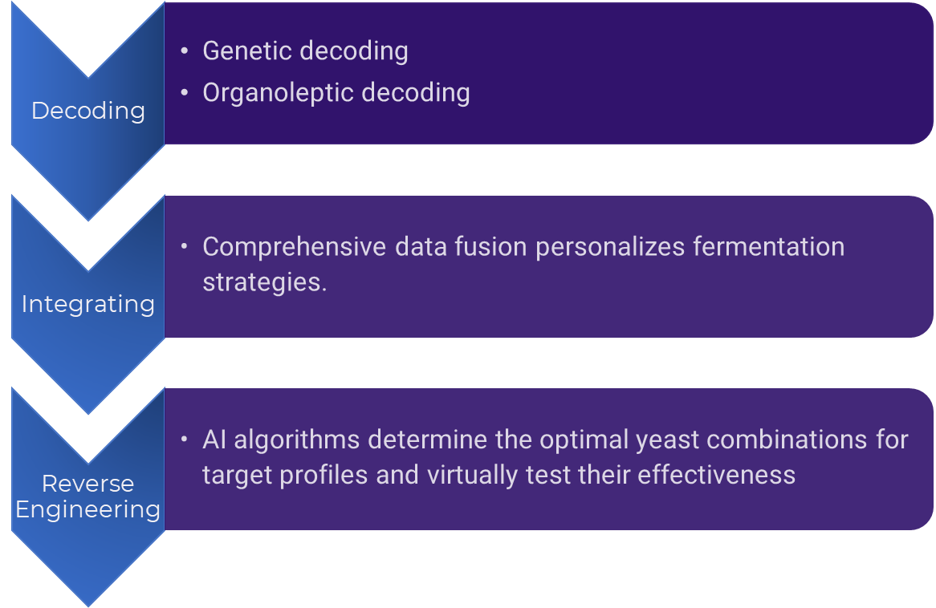 Decoding
• Genetic decoding
• Organoleptic decoding
Integrating
• Comprehensive data fusion personalizes fermentation
strategies.
Reverse
Engineering
• AI algorithms determine the optimal yeast combinations for
target profiles and virtually test their effectiveness